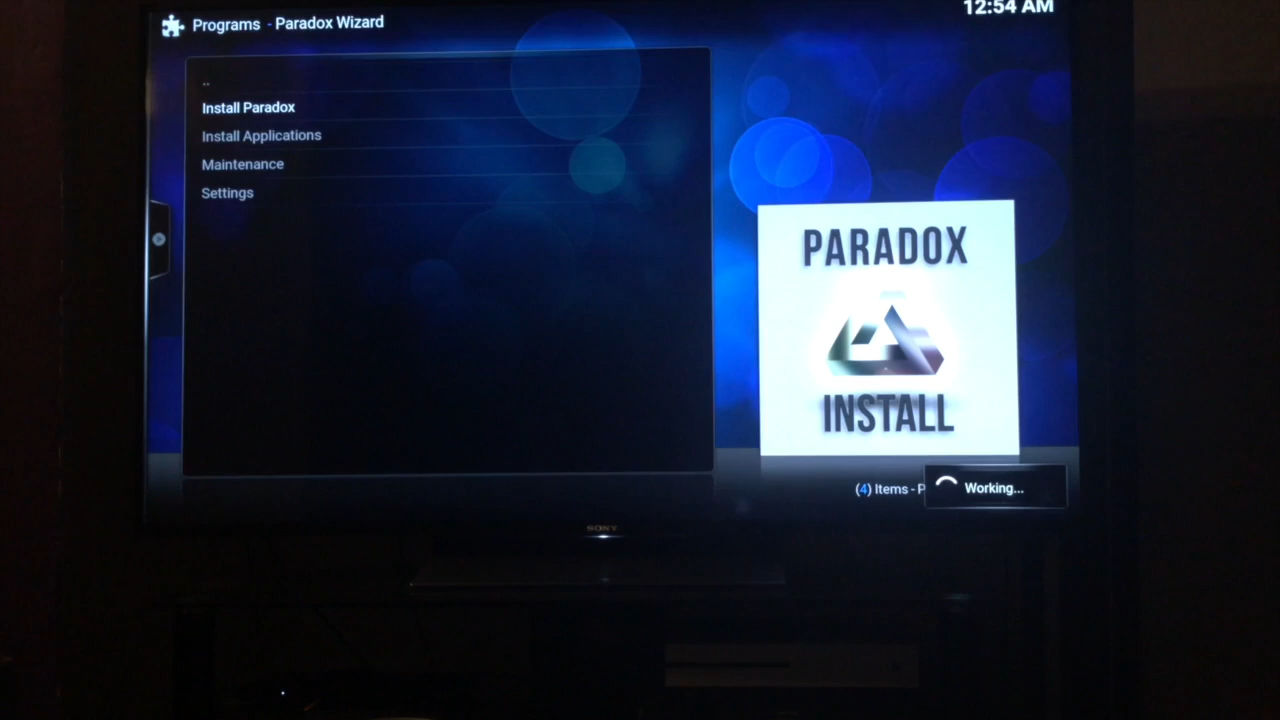 Programs - Paradox Wizard
12:54 AM
..
Install Paradox
Install Applications
Maintenance
Settings
PARADOX
INSTALL
(4) Items - P
Working...
SONY